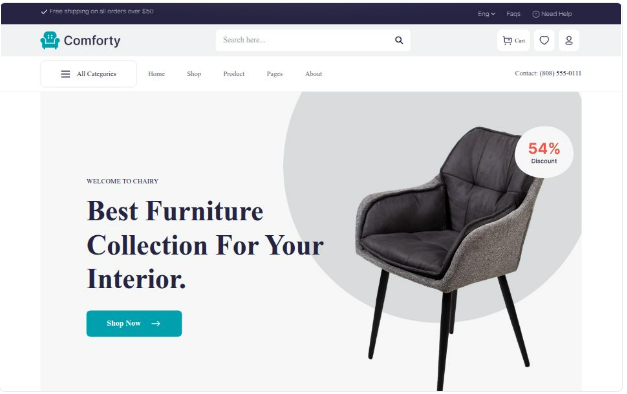 Free shipping on all orders over $50
Eng
Faqs
Need Help
Comforty
Search here...
Cart
All Categories
Home
Shop
Product
Pages
About
Contact: (808) 555-0111
54%
Discount
WELCOME TO CHAIRY
Best Furniture
Collection For Your
Interior.
Shop Now